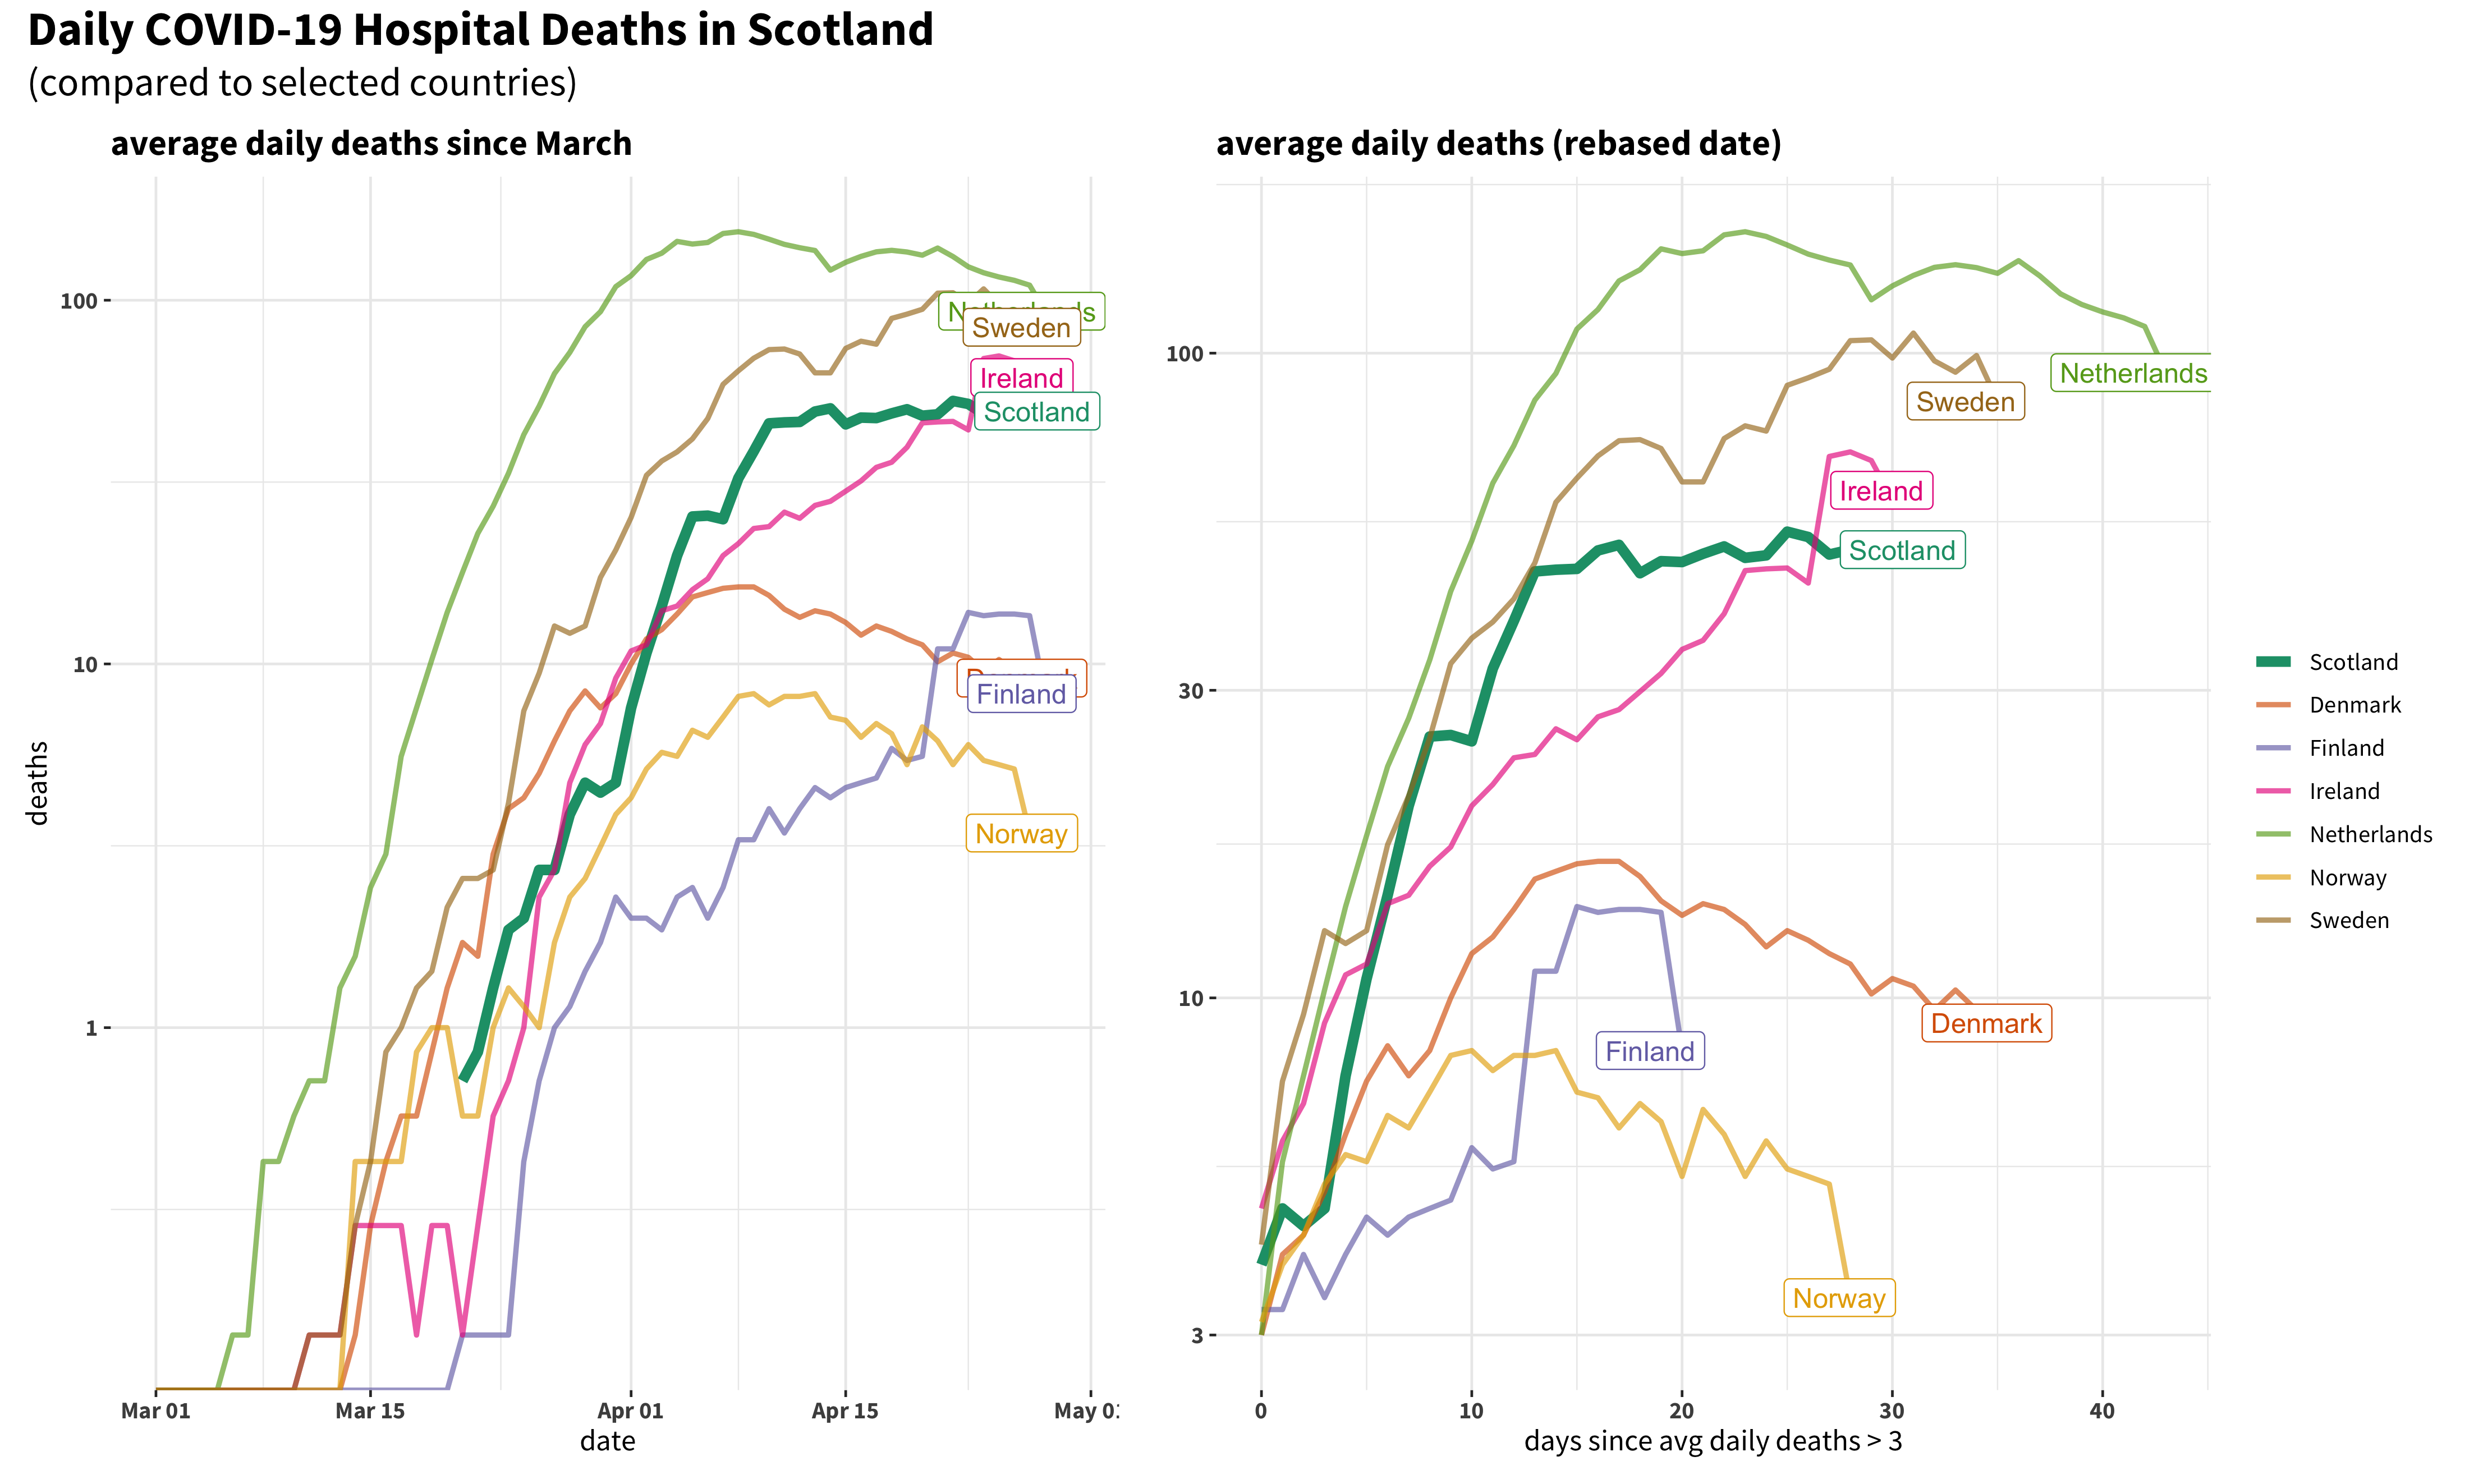 Daily COVID-19 Hospital Deaths in Scotland
(compared to selected countries)
average daily deaths since March
deaths
100
10
1
Netherlands
Sweden
Ireland
Scotland
Finland
Norway
Mar 01
Mar 15
Apr 01
Apr 15
May 0
date
average daily deaths (rebased date)
100
30
10
3
Netherlands
Sweden
Ireland
Scotland
Denmark
Finland
Norway
0
10
20
30
40
days since avg daily deaths > 3
Scotland
Denmark
Finland
Ireland
Netherlands
Norway
Sweden